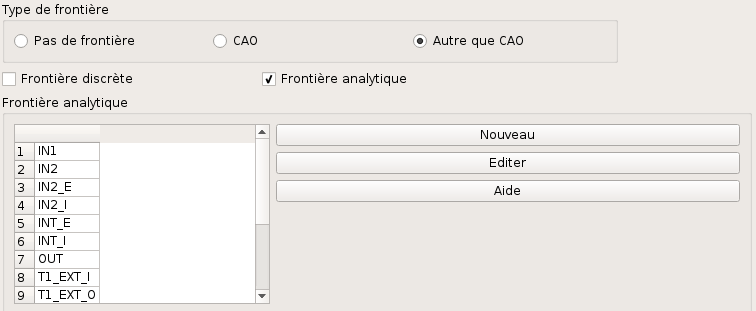 Type de frontière
Pas de frontière CAO Autre que CAO
Frontière discrète Frontière analytique
Frontière analytique
Nouveau
Editer
Aide
1 IN1
2 IN2
3 IN2_E
4 IN2_I
5 INT_E
6 INT_I
7 OUT
8 T1_EXT_I
9 T1_EXT_O